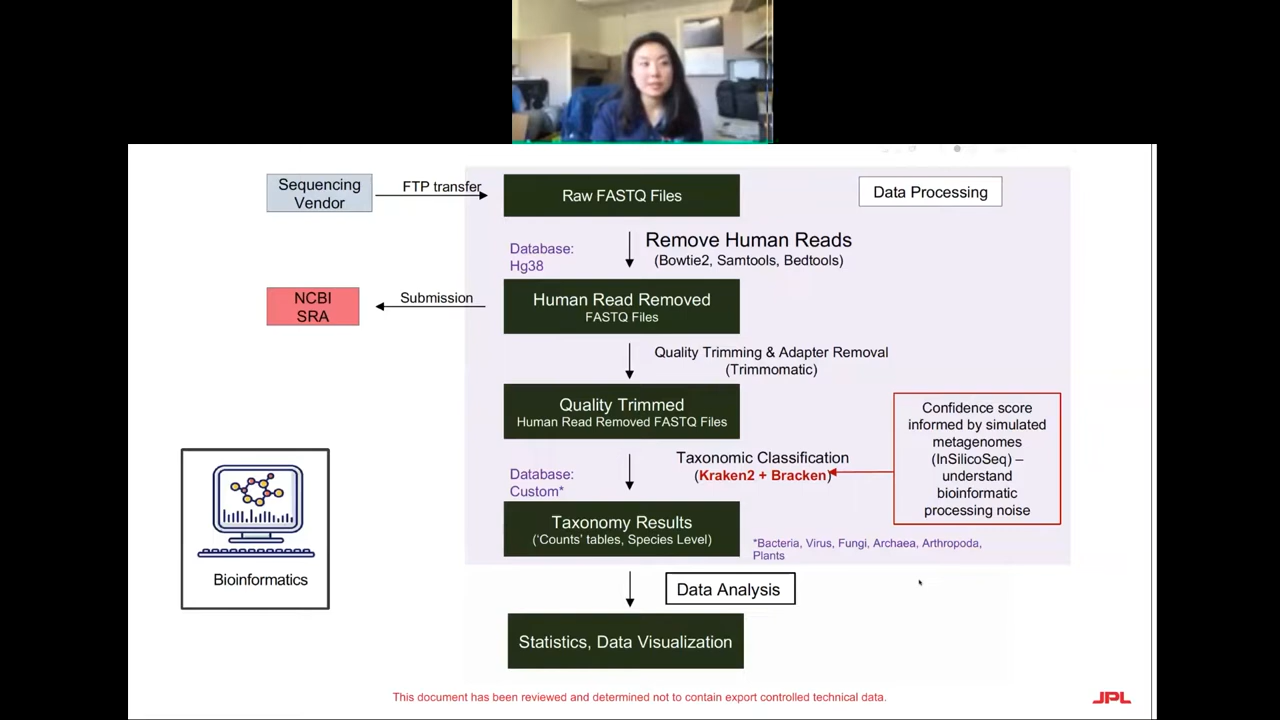 Sequencing
Vendor
FTP transfer
Raw FASTQ Files
Data Processing
Database:
Hg38
Remove Human Reads
(Bowtie2, Samtools, Bedtools)
NCBI
SRA
Submission
Human Read Removed
FASTQ Files
Quality Trimming & Adapter Removal
(Trimmomatic)
Quality Trimmed
Human Read Removed FASTQ Files
Confidence score
informed by simulated
metagenomes
(InSilicoSeq) –
understand
bioinformatic
processing noise
Database:
Custom*
Taxonomic Classification
(Kraken2 + Bracken)
Taxonomy Results
(‘Counts’ tables, Species Level)
*Bacteria, Virus, Fungi, Archaea, Arthropoda,
Plants
Bioinformatics
Data Analysis
Statistics, Data Visualization
This document has been reviewed and determined not to contain export controlled technical data.
JPL